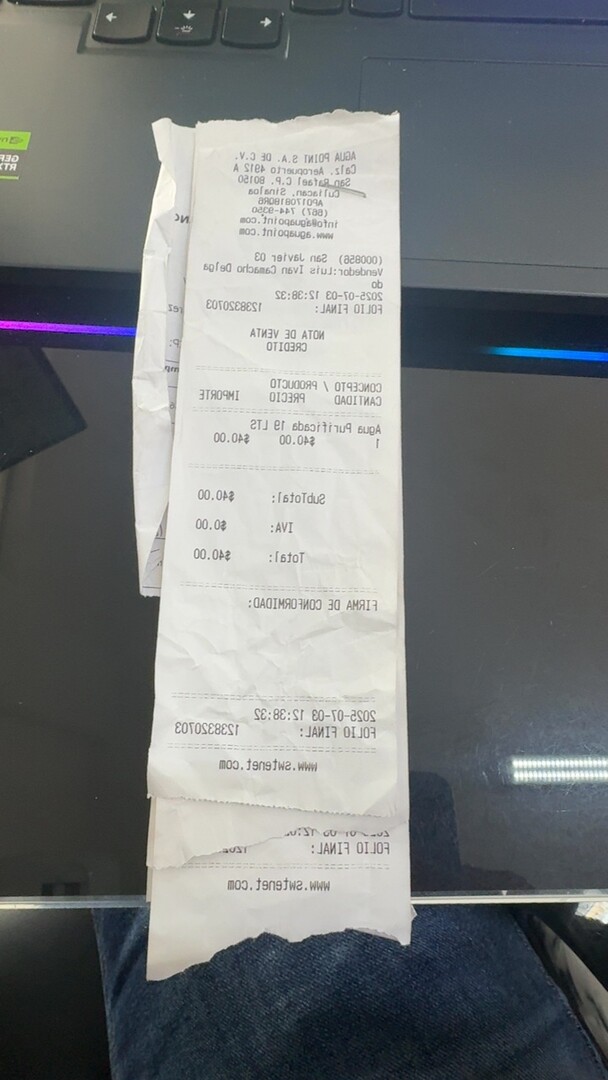 AGUA POINT S.A. DE C.V.
Calz. Aeropuerto 4912 A
San Rafael C.P. 80150
Culiacan, Sinaloa
APO170818QR6
(667) 744-9350
info@aguapoint.com
www.aguapoint.com
(000856) San Javier 03
Vendedor:Luis Ivan Camacho Delga
do
2025-07-03 12:38:32
FOLIO FINAL: 1238320703
NOTA DE VENTA
CREDITO
CONCEPTO / PRODUCTO
CANTIDAD PRECIO IMPORTE
Agua Purificada 19 LTS
1 $40.00 $40.00
SubTotal: $40.00
IVA: $0.00
Total: $40.00
FIRMA DE CONFORMIDAD:
2025-07-03 12:38:32
FOLIO FINAL: 1238320703
www.swtenet.com
FOLIO FINAL:
www.swtenet.com